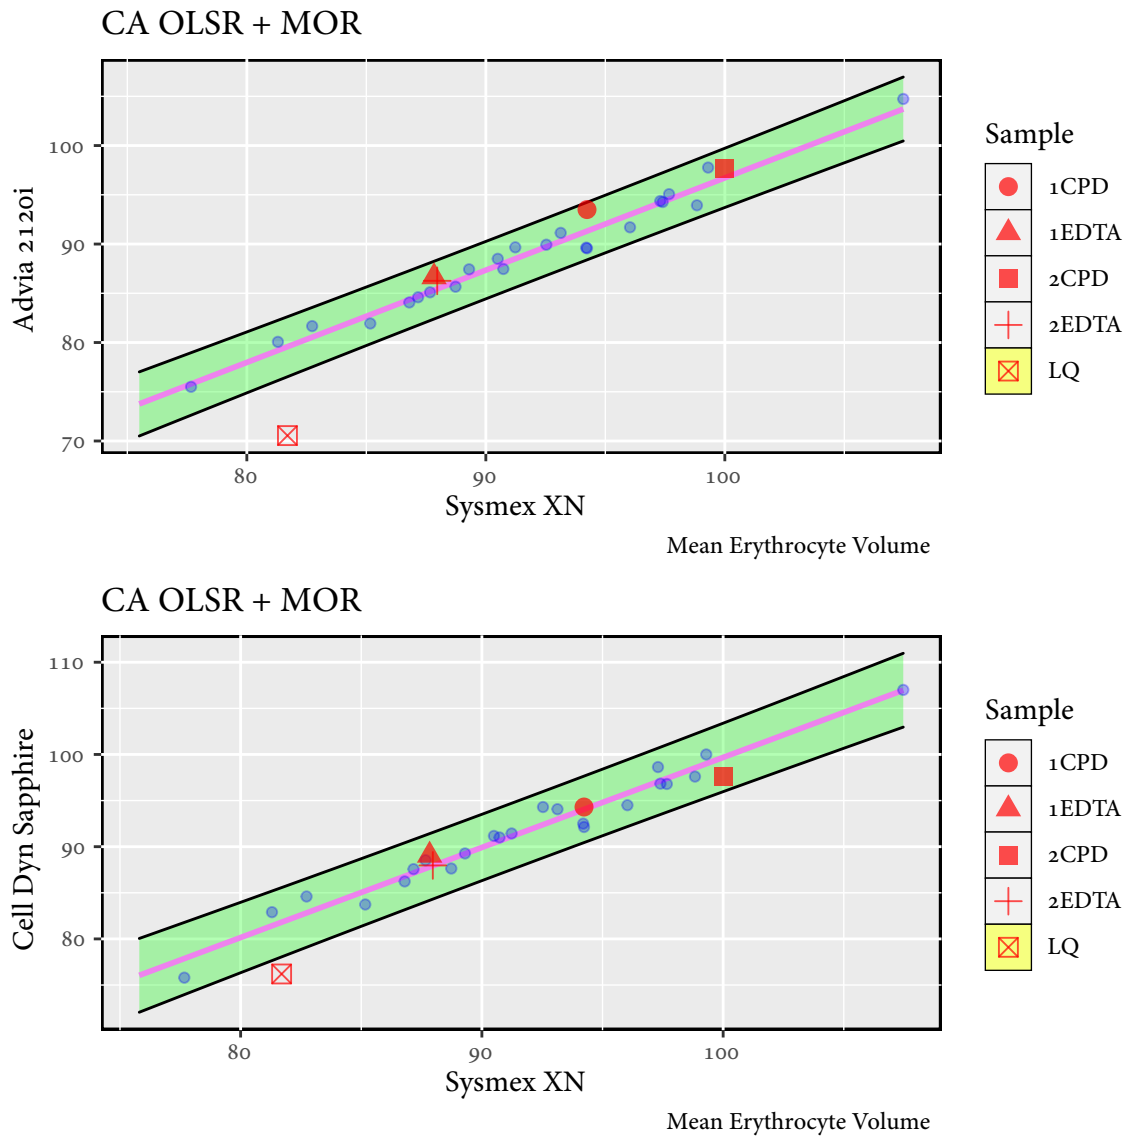 CA OLSR + MOR
Advia 2120i
100
90
80
70
80 90 100
Sysmex XN
Mean Erythrocyte Volume
Sample
1CPD
1EDTA
2CPD
2EDTA
LQ
CA OLSR + MOR
Cell Dyn Sapphire
110
100
90
80
80 90 100
Sysmex XN
Mean Erythrocyte Volume
Sample
1CPD
1EDTA
2CPD
2EDTA
LQ